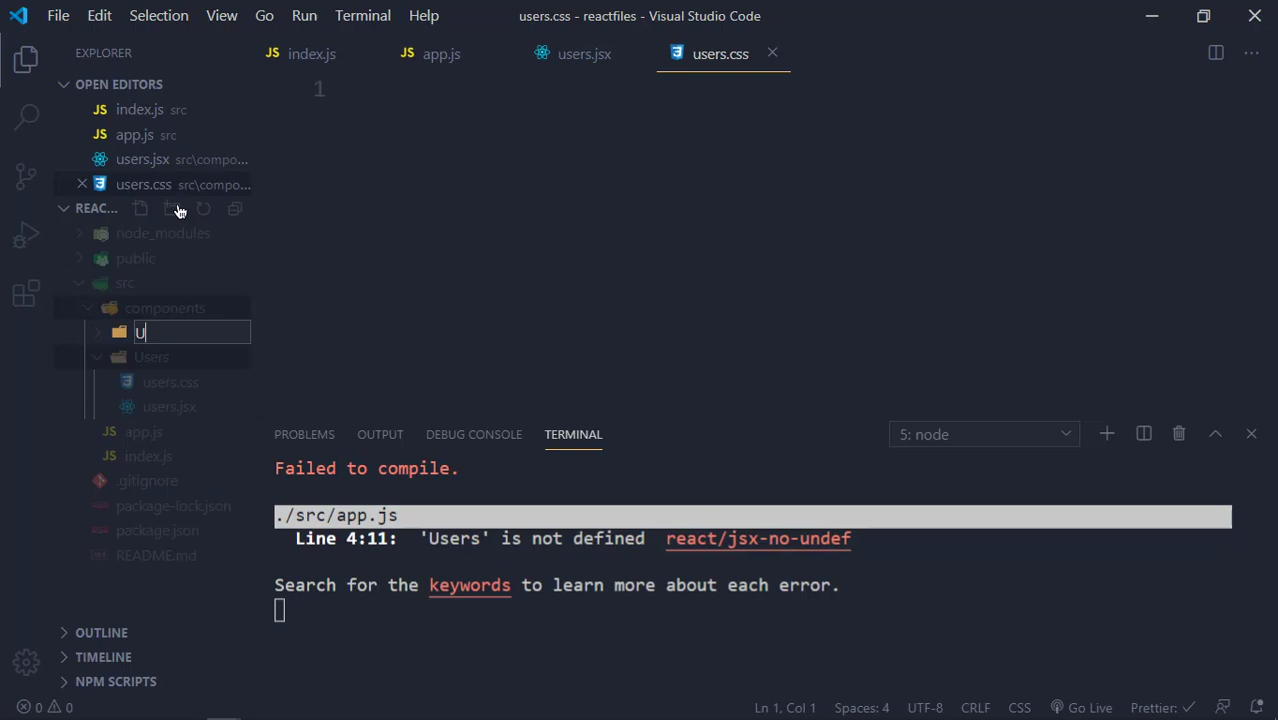 File Edit Selection View Go Run Terminal Help users.css - reactfiles - Visual Studio Code
EXPLORER
JS index.js JS app.js users.jsx users.css
OPEN EDITORS
JS index.js src
JS app.js src
users.jsx src\compo...
users.css src\compo...
REAC...
node_modules
public
src
components
U
Users
users.css
users.jsx
JS app.js
JS index.js
.gitignore
package-lock.json
package.json
README.md
OUTLINE
TIMELINE
NPM SCRIPTS
1
PROBLEMS OUTPUT DEBUG CONSOLE TERMINAL 5: node
Failed to compile.
./src/app.js
Line 4:11: 'Users' is not defined react/jsx-no-undef
Search for the keywords to learn more about each error.
0 0 Ln 1, Col 1 Spaces: 4 UTF-8 CRLF CSS Go Live Prettier: